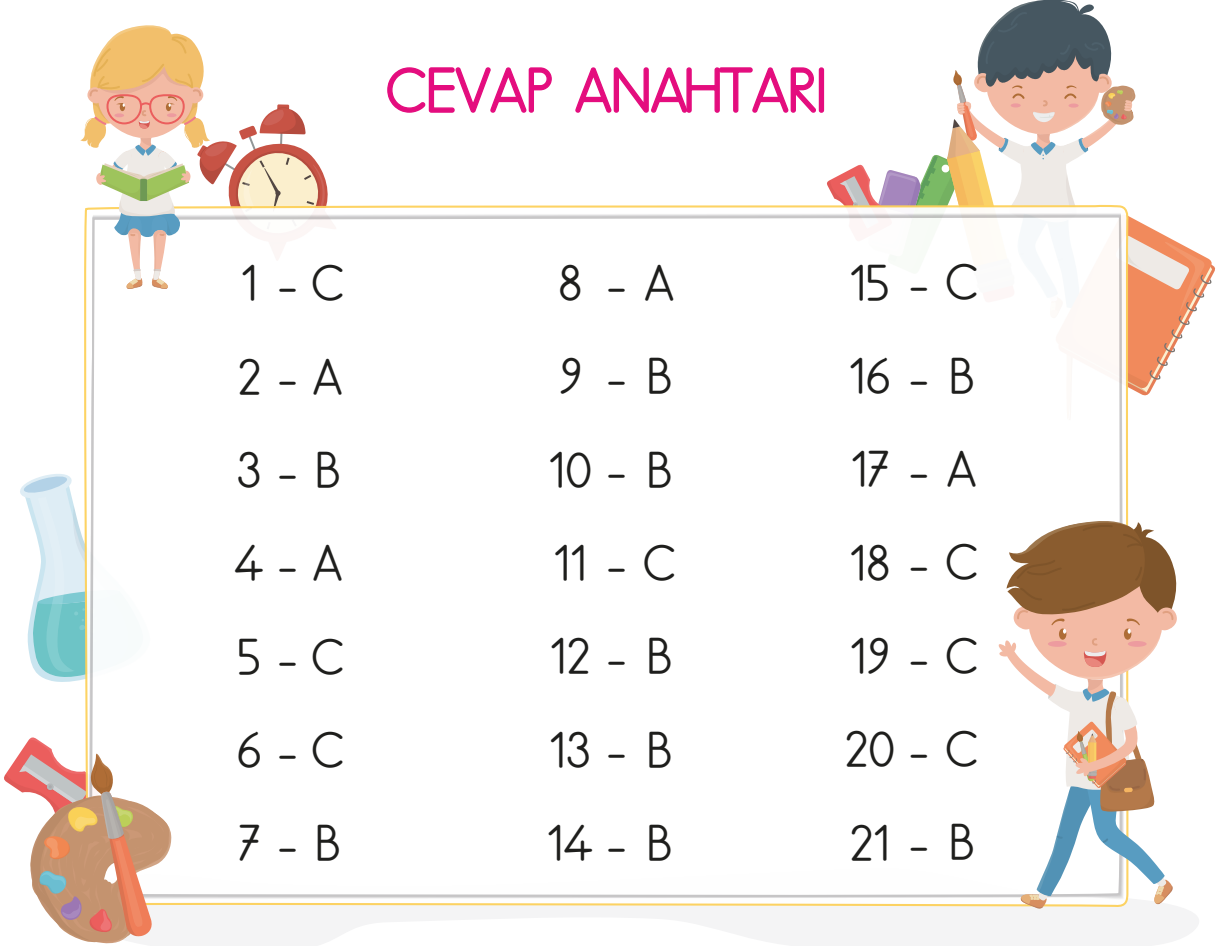 CEVAP ANAHTARI
1 - C
2 - A
3 - B
4 - A
5 - C
6 - C
7 - B
8 - A
9 - B
10 - B
11 - C
12 - B
13 - B
14 - B
15 - C
16 - B
17 - A
18 - C
19 - C
20 - C
21 - B